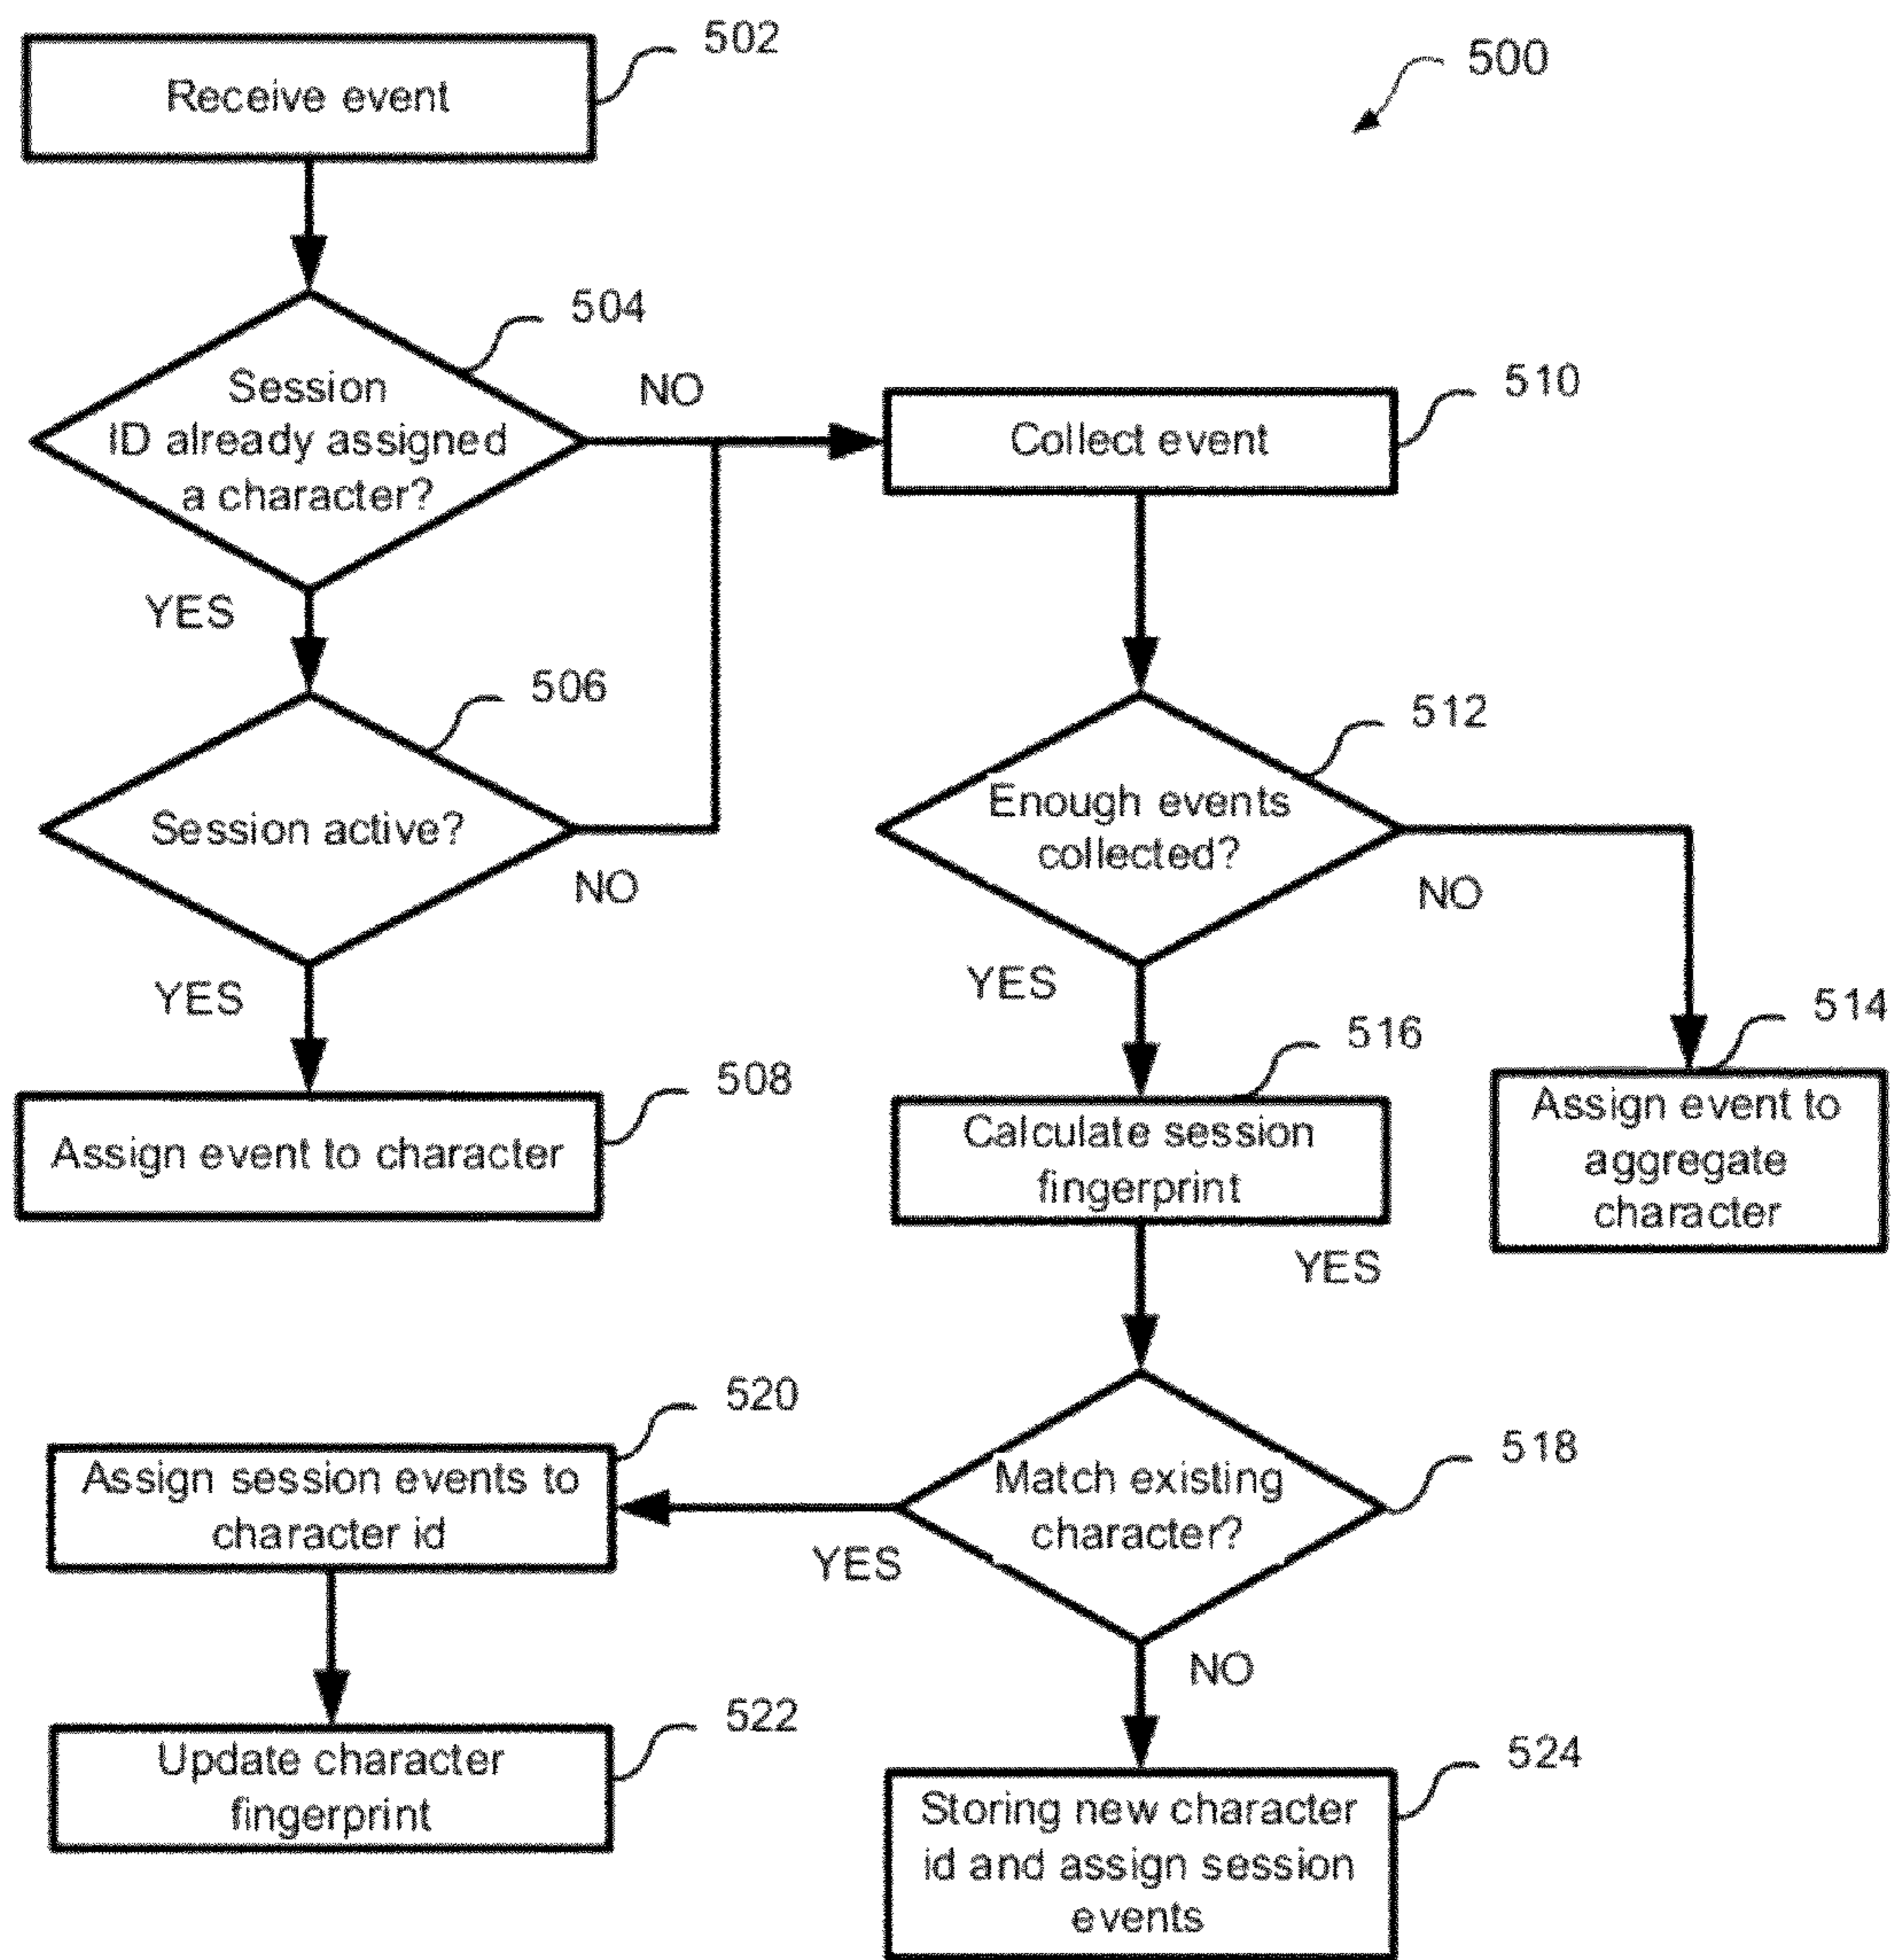 502
500
Receive event
504
Session
ID already assigned
a character?
NO
510
Collect event
YES
506
Session active?
NO
512
Enough events
collected?
NO
YES
YES
508
Assign event to character
516
Calculate session
fingerprint
514
Assign event to
aggregate
character
YES
520
Assign session events to
character id
518
Match existing
character?
YES
NO
522
Update character
fingerprint
524
Storing new character
id and assign session
events